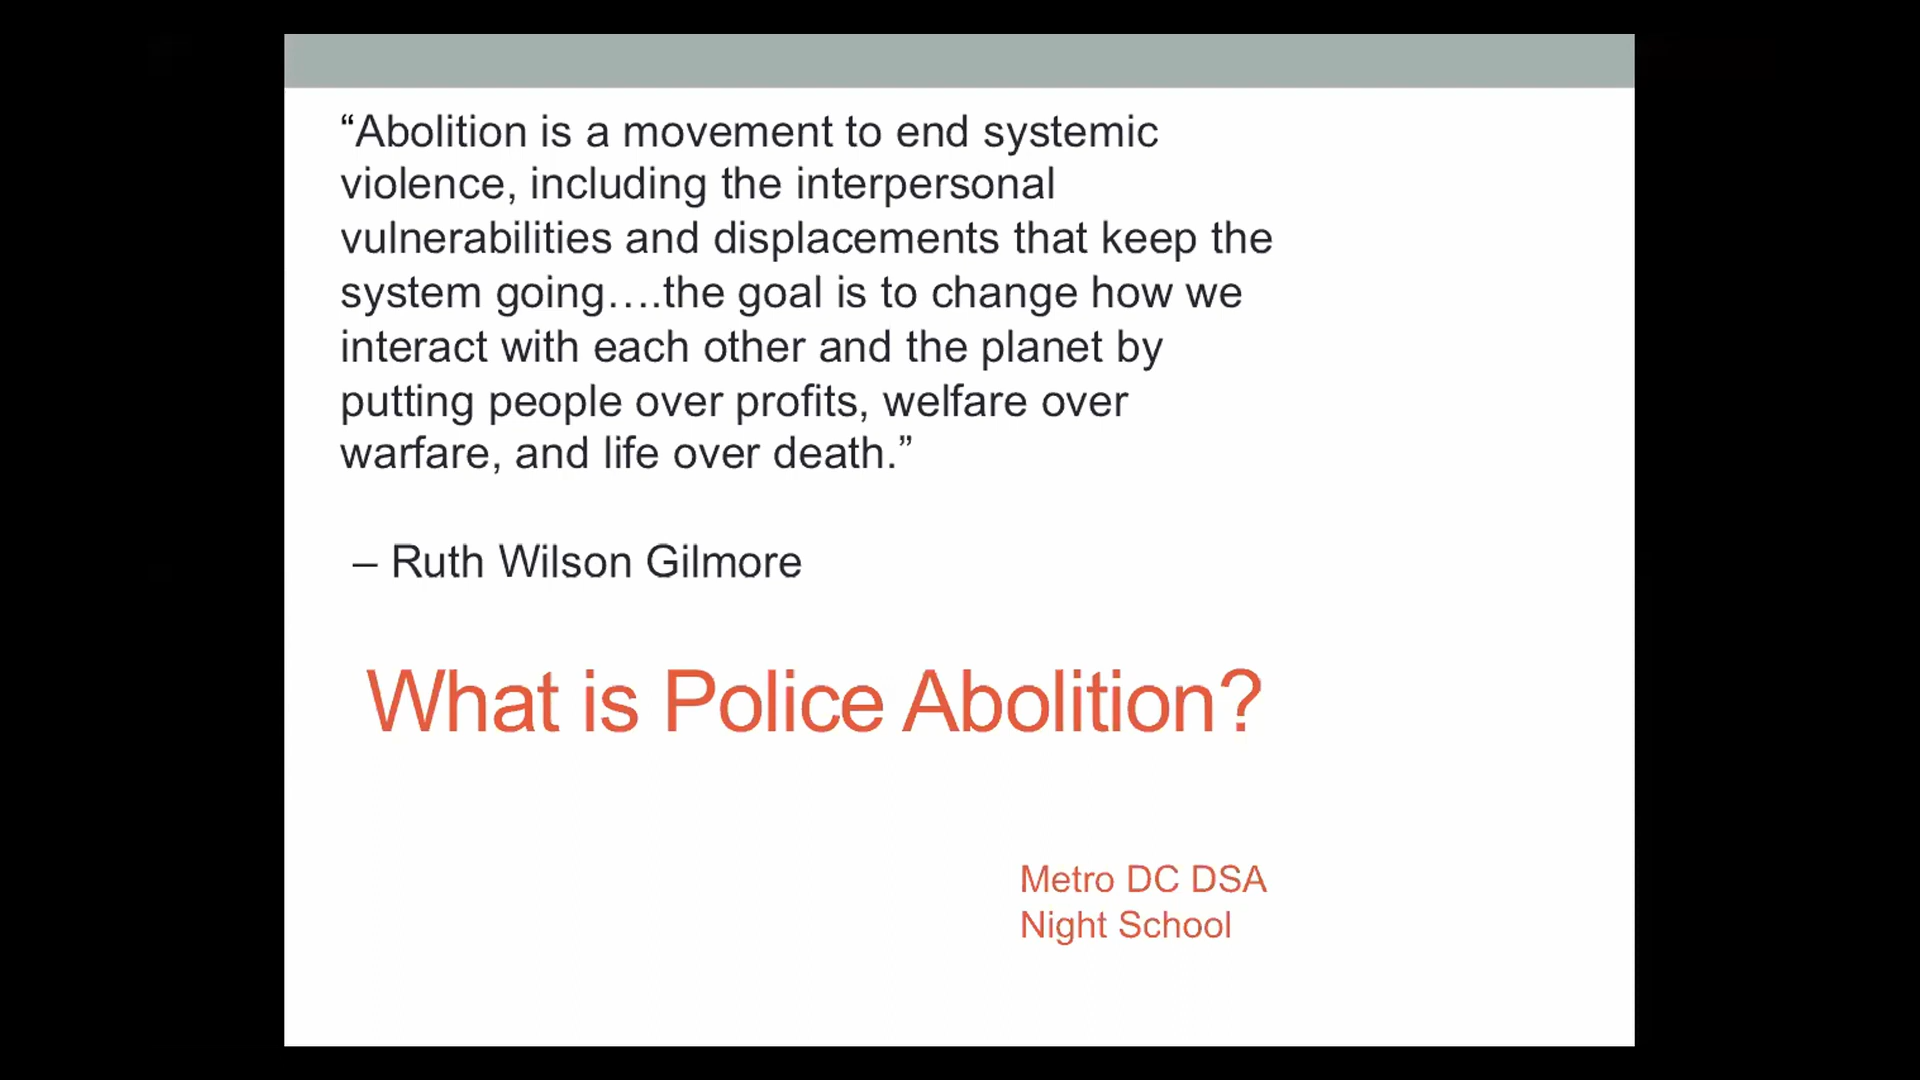 “Abolition is a movement to end systemic
violence, including the interpersonal
vulnerabilities and displacements that keep the
system going….the goal is to change how we
interact with each other and the planet by
putting people over profits, welfare over
warfare, and life over death.”
– Ruth Wilson Gilmore
What is Police Abolition?
Metro DC DSA
Night School